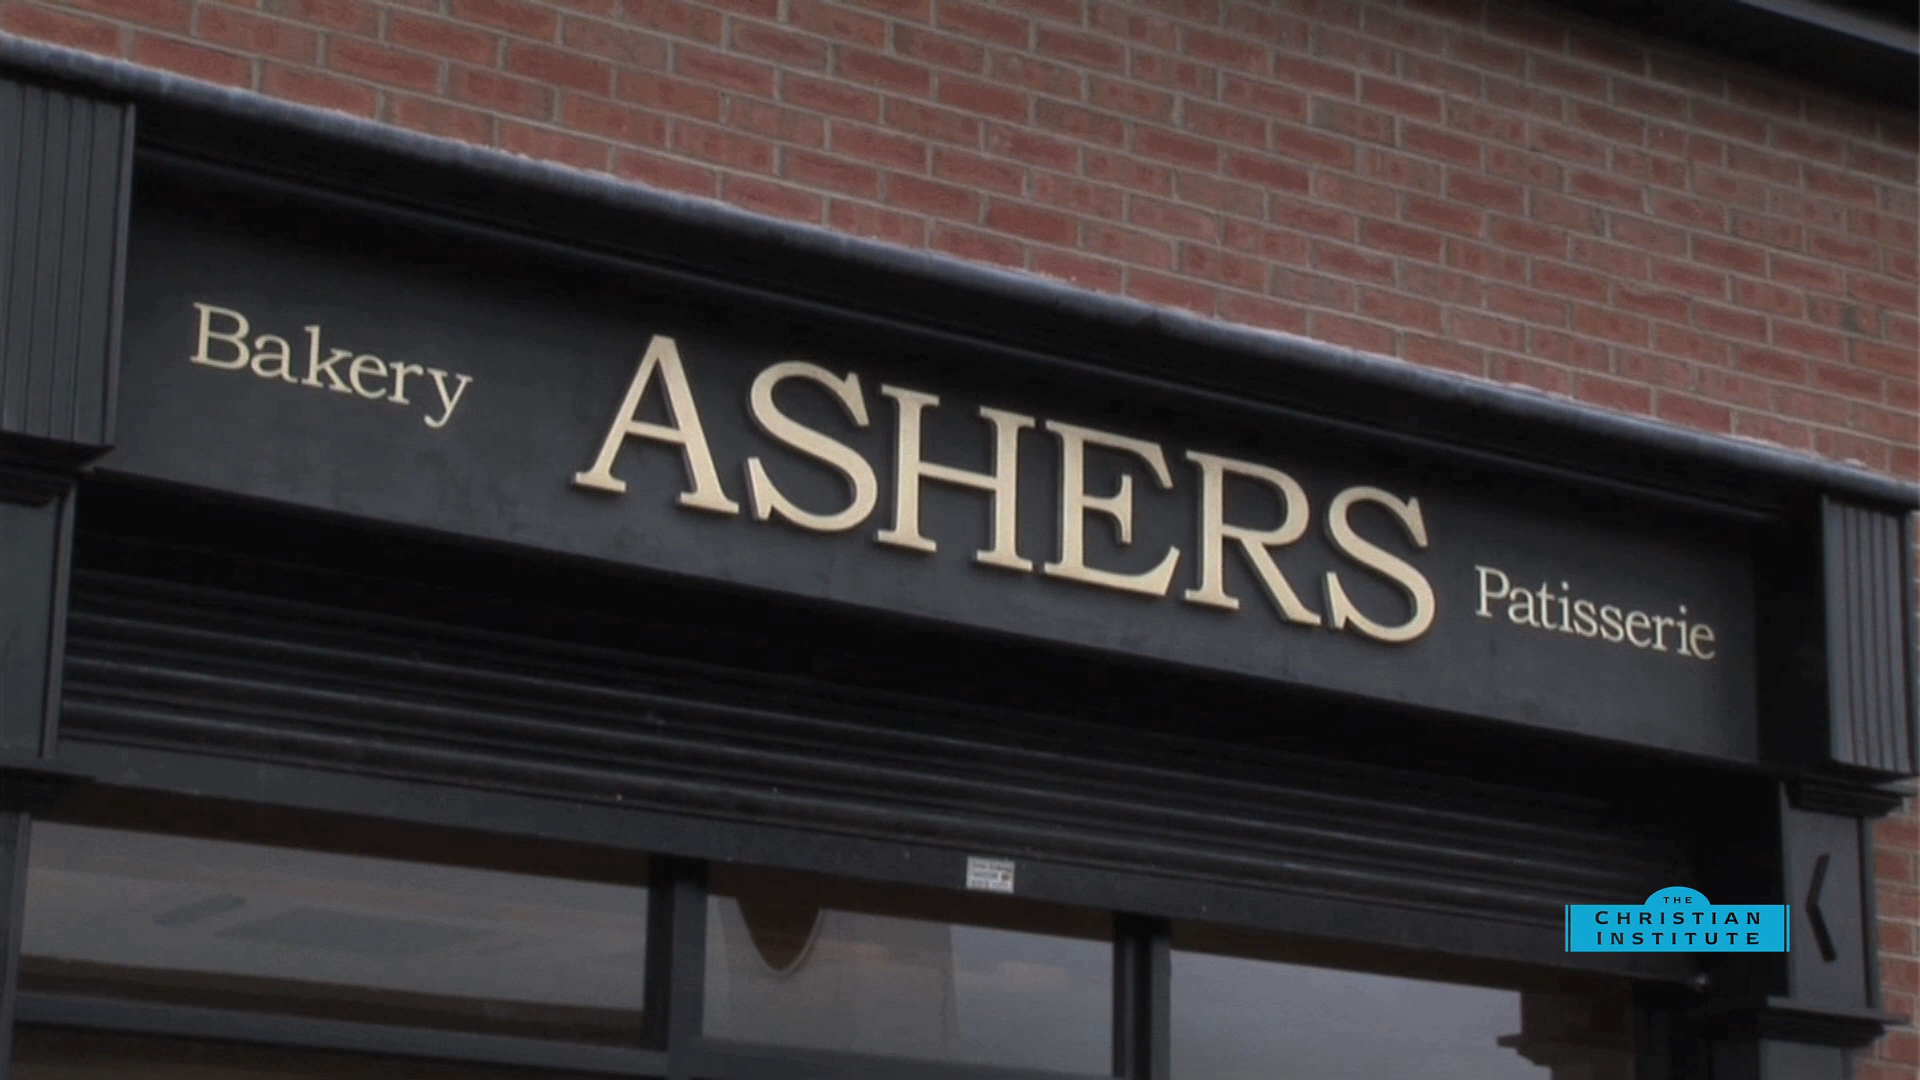 Bakery ASHERS Patisserie
THE
CHRISTIAN
INSTITUTE